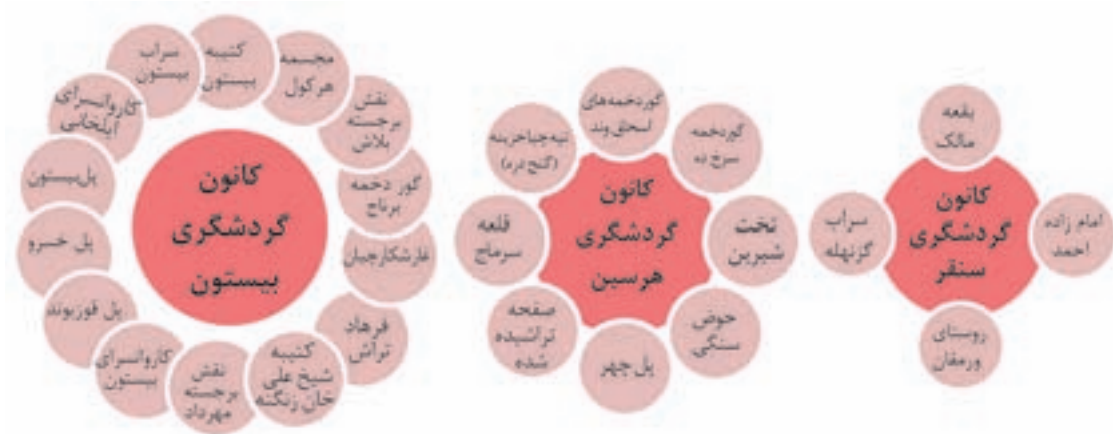 کانون
گردشگری
سنقر
بقعه
مالک
امام زاده
احمد
روستای
ورمقان
سراب
گزنهله
کانون
گردشگری
هرسین
گوردخمه‌های
اسحق‌وند
گوردخمه
سرخ ده
تخت
شیرین
حوض
سنگی
پل چهر
صفحه
تراشیده
شده
قلعه
سرماج
تپه چیاخزینه
(گنج دره)
کانون
گردشگری
بیستون
کتیبه
بیستون
مجسمه
هرکول
نقش
برجسته
بلاش
گور دخمه
برناج
غارشکارچیان
فرهاد
تراش
کتیبه
شیخ علی
خان زنگنه
نقش
برجسته
مهرداد
کاروانسرای
بیستون
پل قوزیوند
پل خسرو
پل‌بیستون
کاروانسرای
ایلخانی
سراب
بیستون